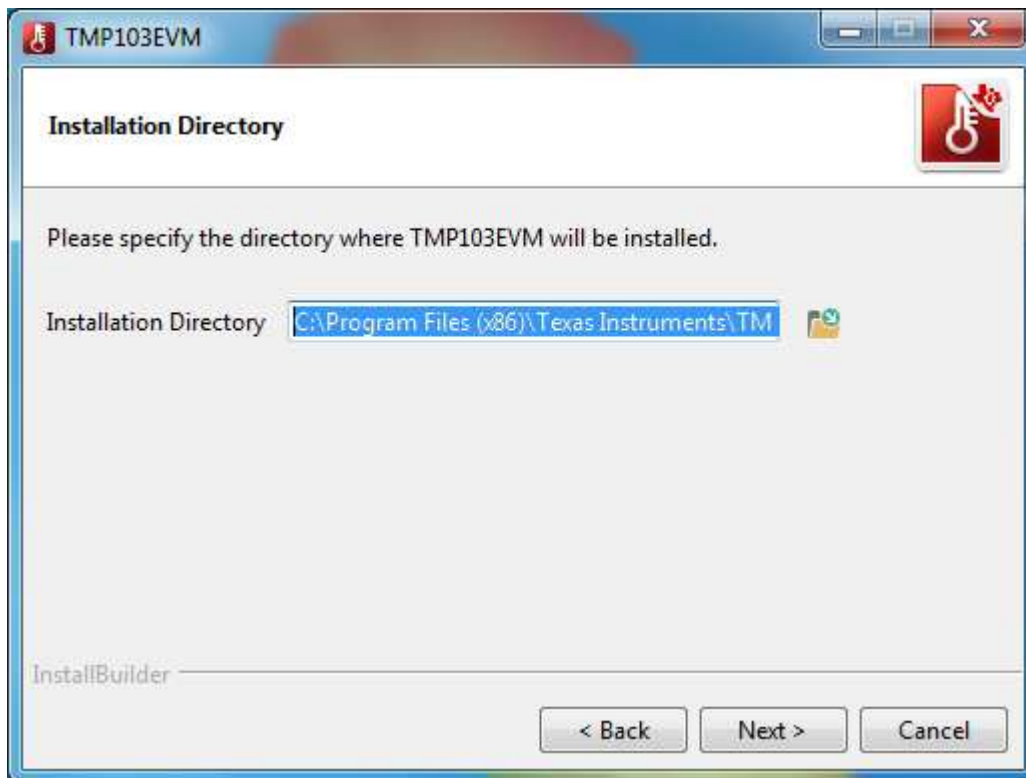 TMP103EVM
Installation Directory
Please specify the directory where TMP103EVM will be installed.
Installation Directory C:\Program Files (x86)\Texas Instruments\TM
InstallBuilder
< Back Next > Cancel